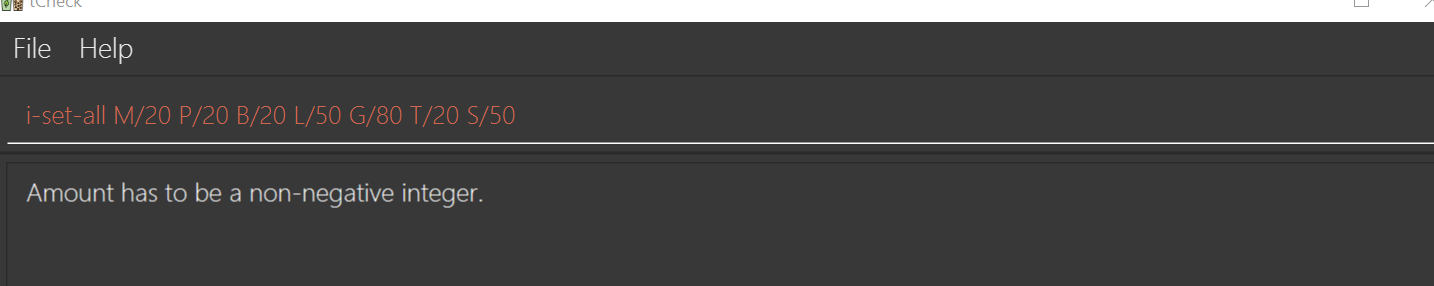 tCheck
File Help
i-set-all M/20 P/20 B/20 L/50 G/80 T/20 S/50
Amount has to be a non-negative integer.